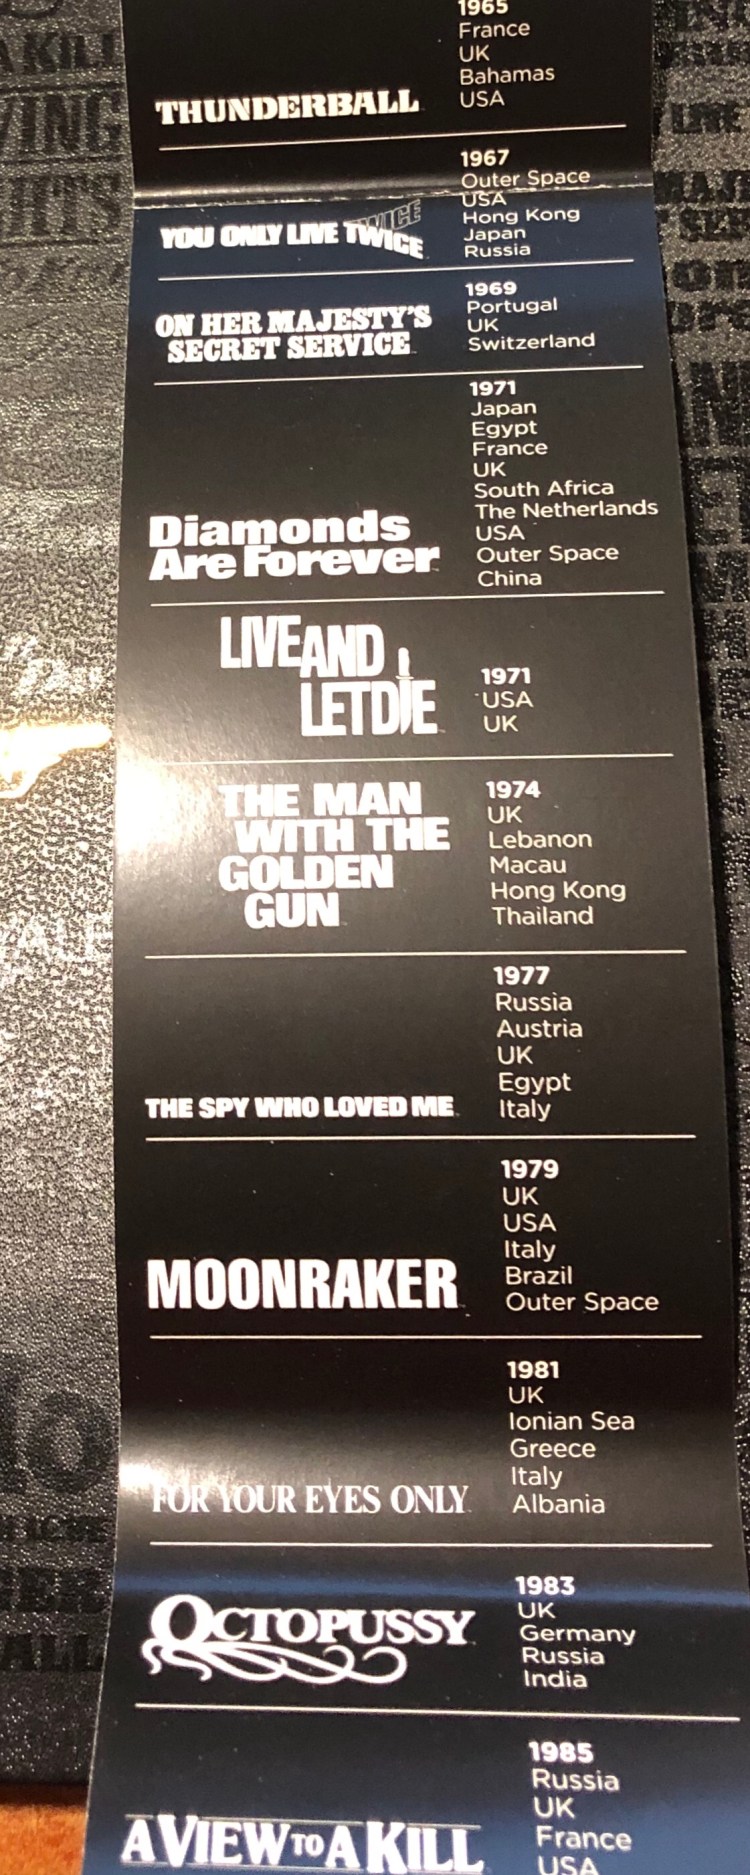 1965
France
UK
Bahamas
USA
THUNDERBALL
1967
Outer Space
USA
Hong Kong
Japan
Russia
YOU ONLY LIVE TWICE
TWICE
1969
Portugal
UK
Switzerland
ON HER MAJESTY'S
SECRET SERVICE
1971
Japan
Egypt
France
UK
South Africa
The Netherlands
USA
Outer Space
China
Diamonds
Are Forever
LIVE AND
LET DIE
1971
USA
UK
THE MAN
WITH THE
GOLDEN
GUN
1974
UK
Lebanon
Macau
Hong Kong
Thailand
1977
Russia
Austria
UK
Egypt
Italy
THE SPY WHO LOVED ME
1979
UK
USA
Italy
Brazil
Outer Space
MOONRAKER
1981
UK
Ionian Sea
Greece
Italy
Albania
FOR YOUR EYES ONLY
1983
UK
Germany
Russia
India
OCTOPUSSY
1985
Russia
UK
France
USA
A VIEW TO A KILL